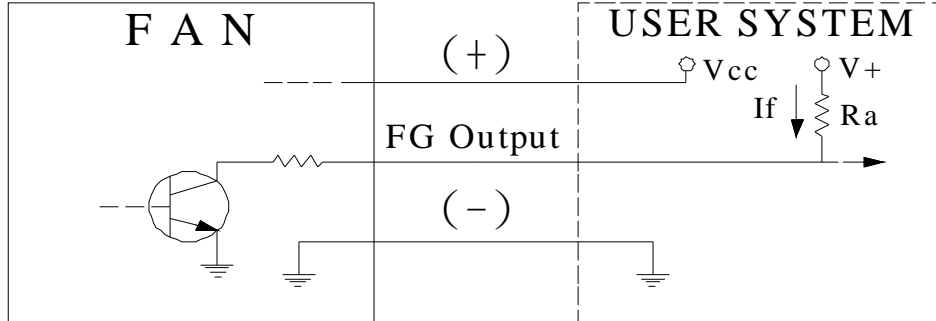 F A N
USER SYSTEM
(+)
Vcc
V+
If
Ra
FG Output
(-)